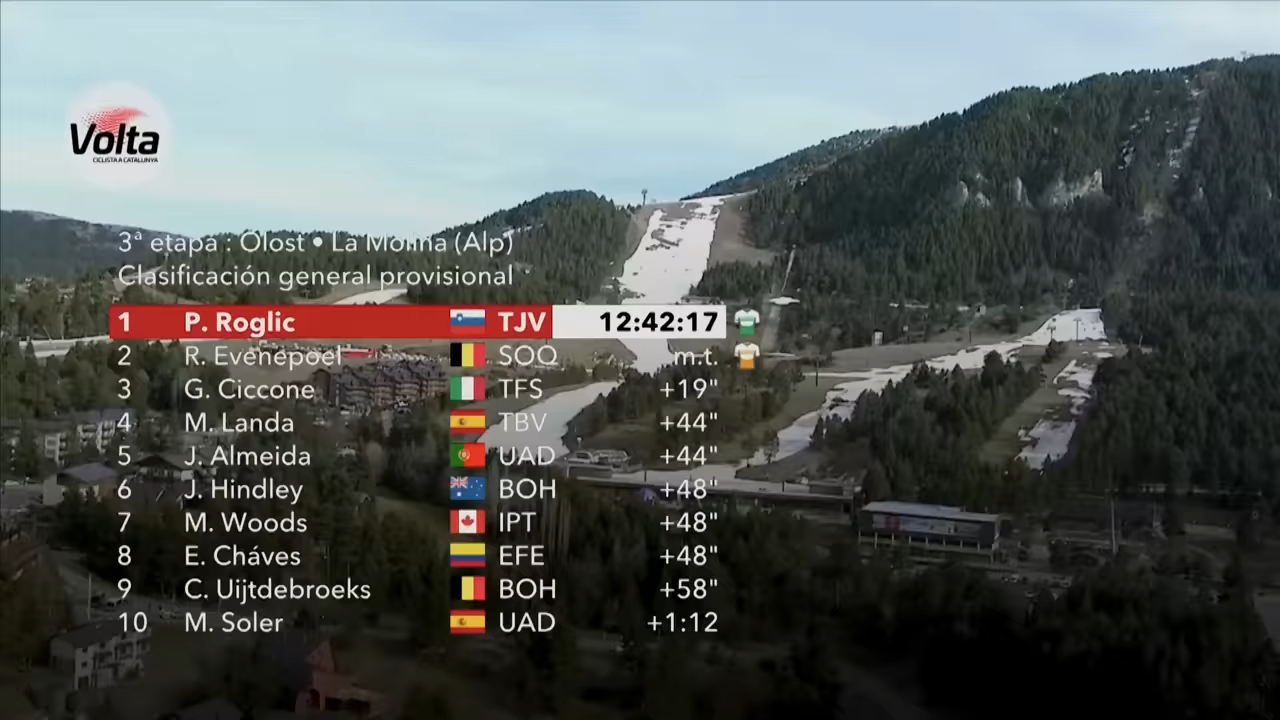 Volta
CICLISTA A CATALUNYA
3ª etapa : Olost • La Molina (Alp)
Clasificación general provisional
1 P. Roglic TJV 12:42:17
2 R. Evenepoel SOQ m.t.
3 G. Ciccone TFS +19"
4 M. Landa TBV +44"
5 J. Almeida UAD +44"
6 J. Hindley BOH +48"
7 M. Woods IPT +48"
8 E. Cháves EFE +48"
9 C. Uijtdebroeks BOH +58"
10 M. Soler UAD +1:12